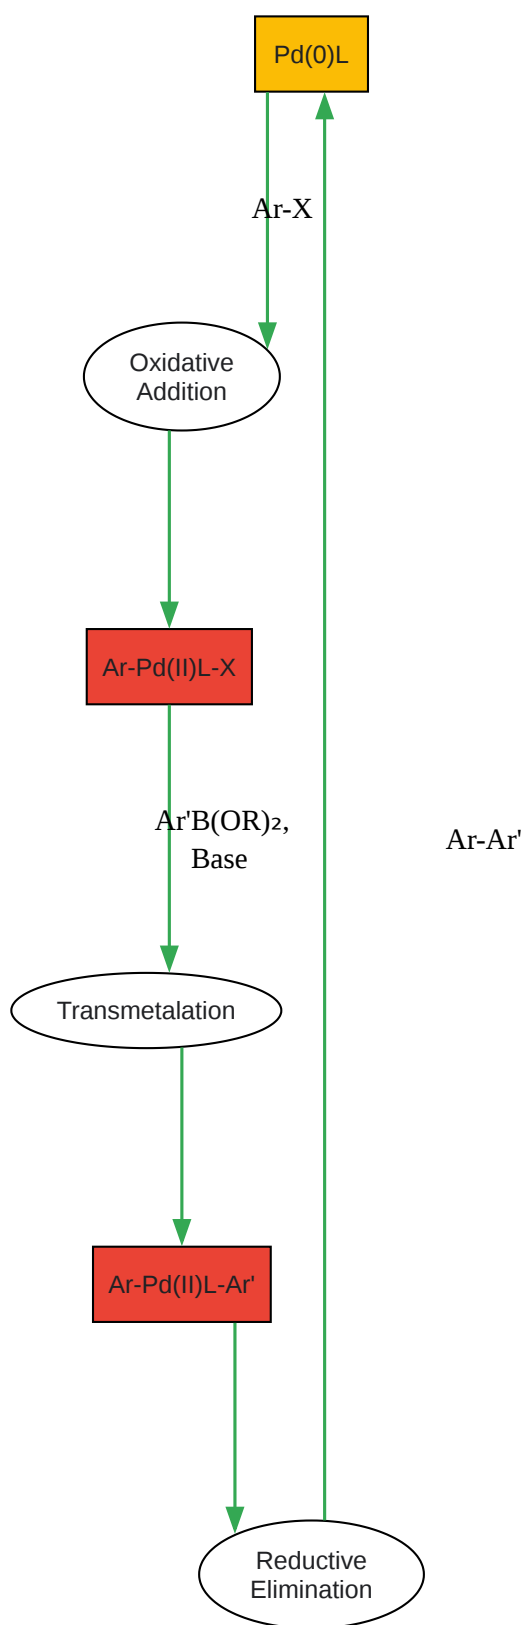 Pd(0)L
Ar-X
Oxidative
Addition
Ar-Pd(II)L-X
Ar'B(OR)₂,
Base
Ar-Ar'
Transmetalation
Ar-Pd(II)L-Ar'
Reductive
Elimination